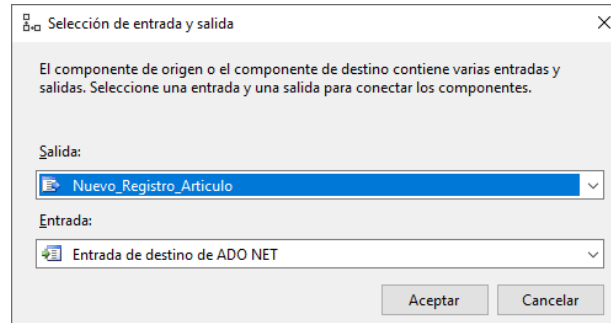 Selección de entrada y salida
El componente de origen o el componente de destino contiene varias entradas y
salidas. Seleccione una entrada y una salida para conectar los componentes.
Salida:
Nuevo_Registro_Articulo
Entrada:
Entrada de destino de ADO NET
Aceptar Cancelar